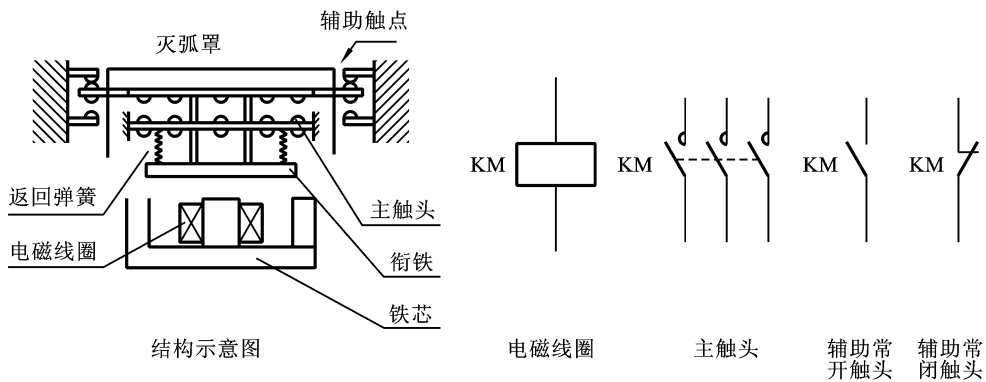 辅助触点
灭弧罩
返回弹簧
电磁线圈
主触头
衔铁
铁芯
结构示意图
KM
KM
KM
KM
电磁线圈
主触头
辅助常
开触头
辅助常
闭触头